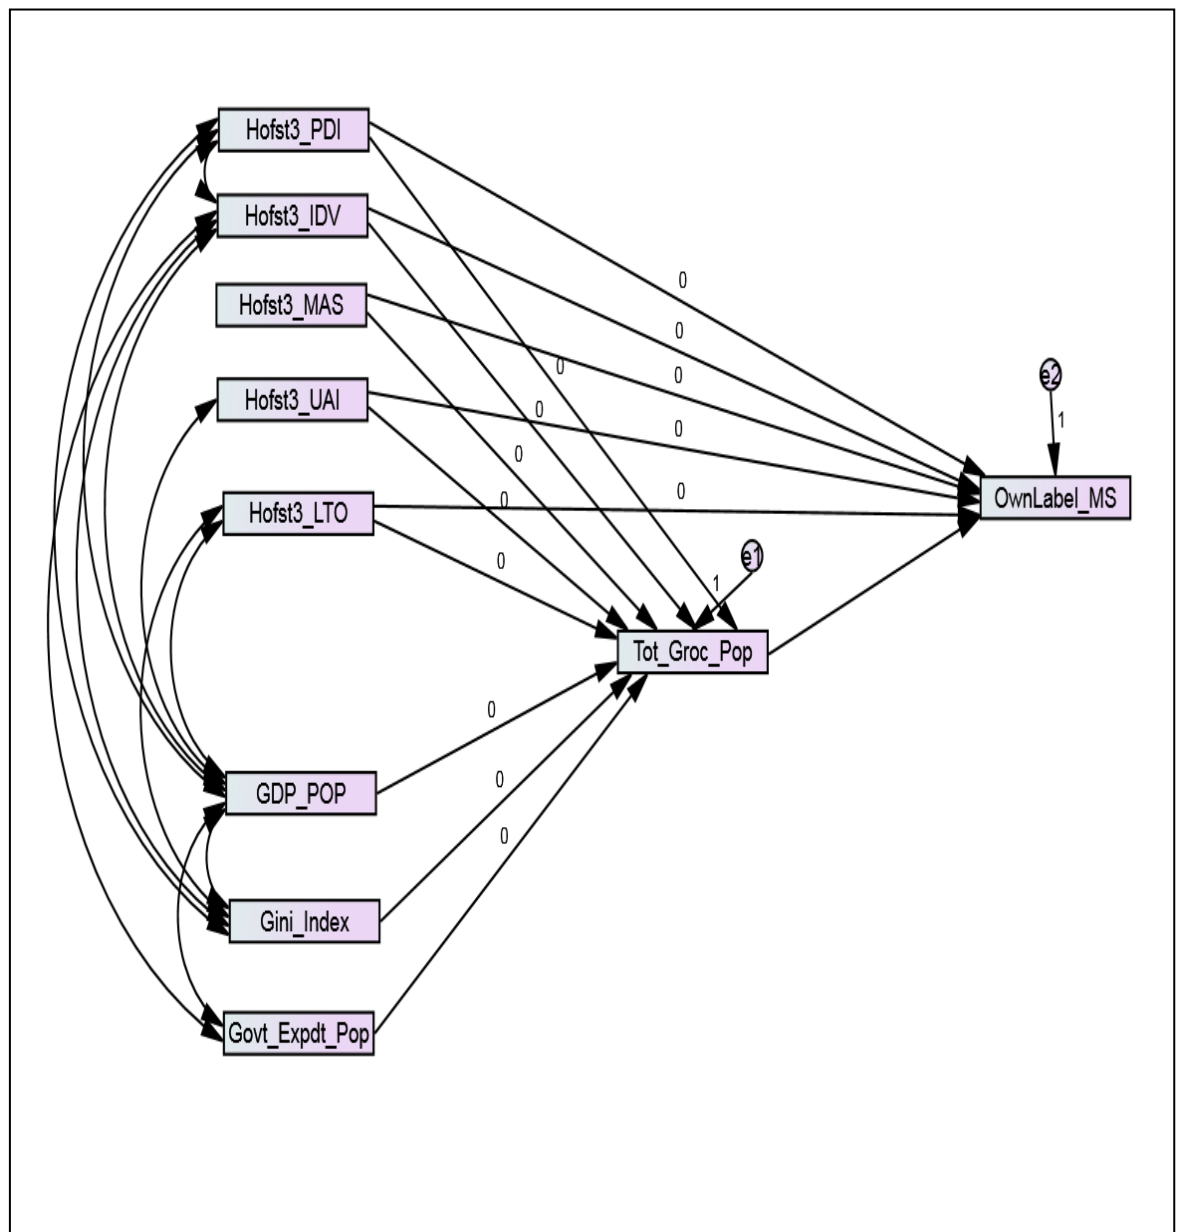 Hofst3_PDI
Hofst3_IDV
0
Hofst3_MAS
0
0
e2
0
Hofst3_UAI
0
0
1
0
0
Hofst3_LTO
0
0
OwnLabel_MS
0
e1
1
Tot_Groc_Pop
0
0
GDP_POP
0
Gini_Index
Govt_Expdt_Pop